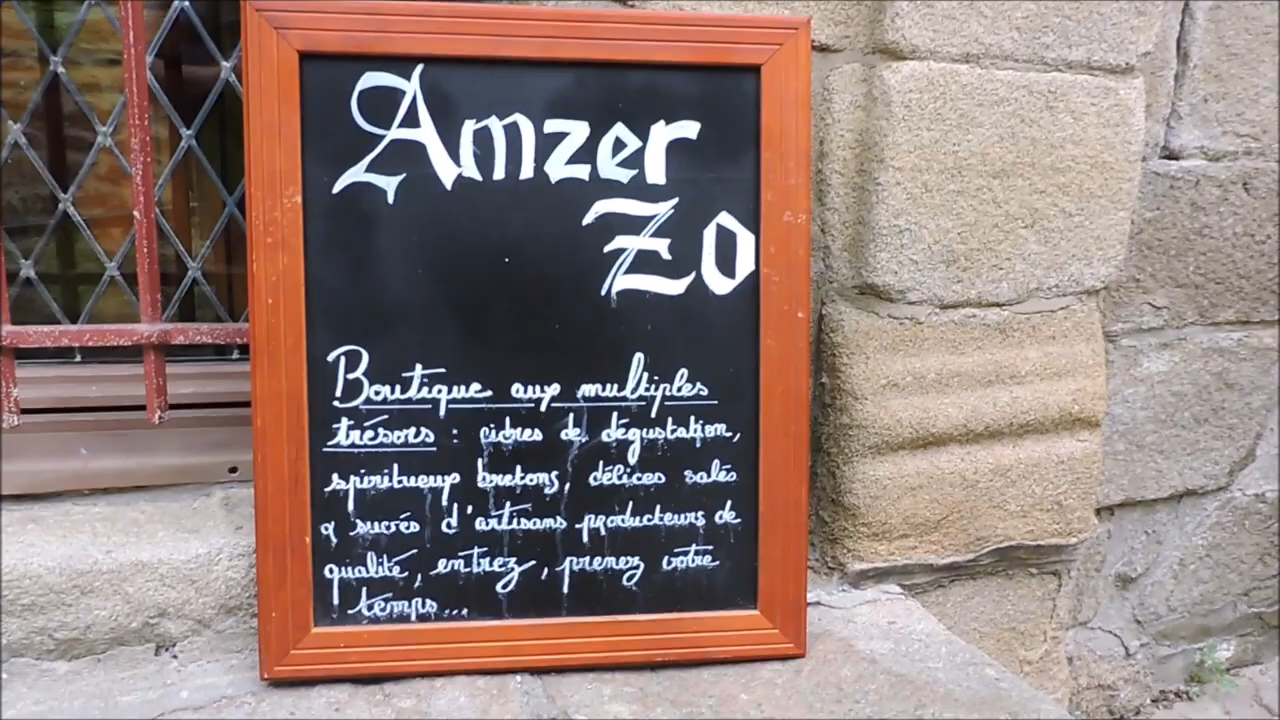 Amzer
Zo
Boutique aux multiples
trésors : cidres de dégustation,
spiritueux bretons, délices salés
& sucrés d'artisans producteurs de
qualité, entrez, prenez votre
temps...